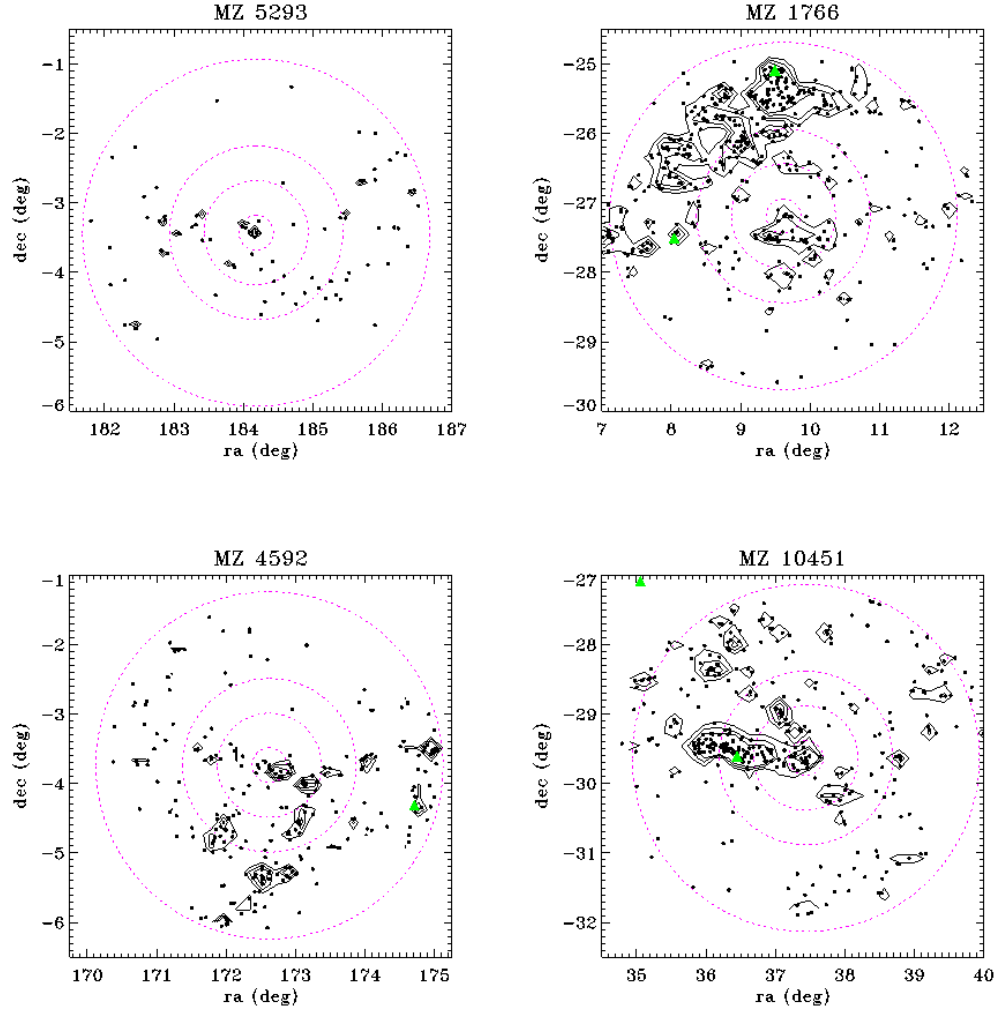 MZ 5293
-1
-2
-3
-4
-5
-6
dec (deg)
182 183 184 185 186 187
ra (deg)
MZ 1766
-25
-26
-27
-28
-29
-30
dec (deg)
7 8 9 10 11 12
ra (deg)
MZ 4592
-1
-2
-3
-4
-5
-6
dec (deg)
170 171 172 173 174 175
ra (deg)
MZ 10451
-27
-28
-29
-30
-31
-32
dec (deg)
35 36 37 38 39 40
ra (deg)